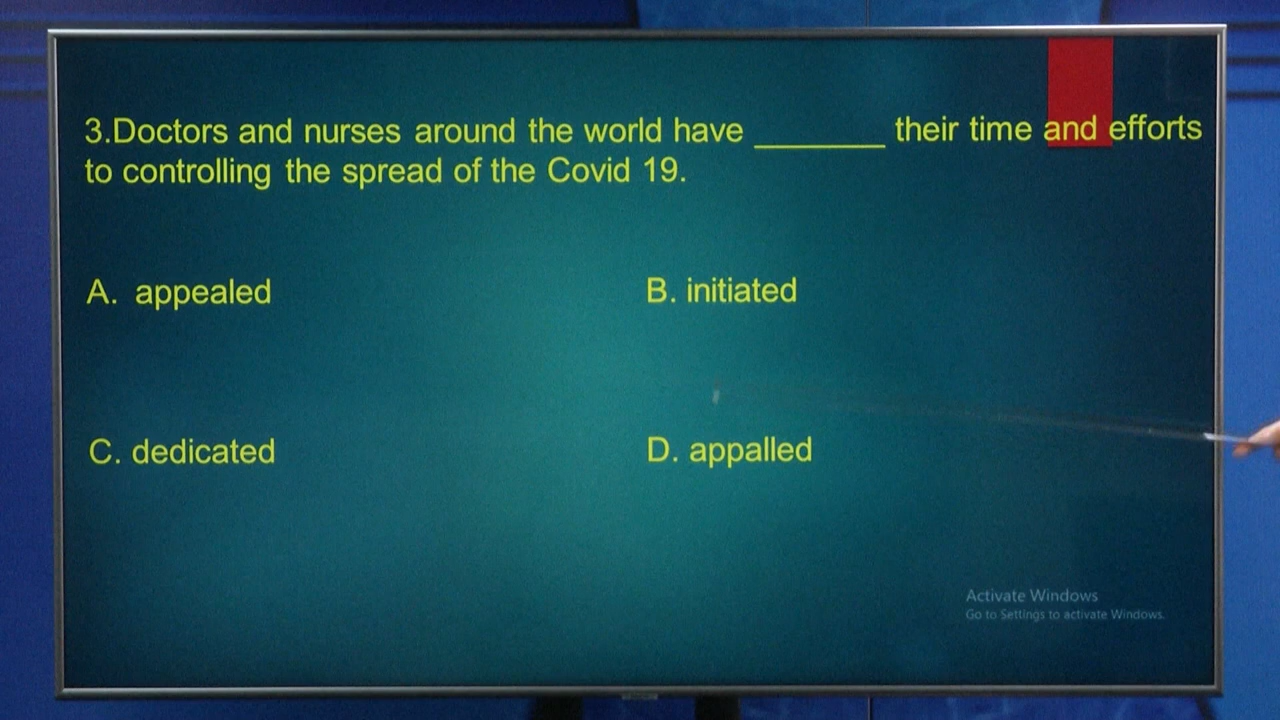 3.Doctors and nurses around the world have ________ their time and efforts
to controlling the spread of the Covid 19.
A. appealed
B. initiated
C. dedicated
D. appalled
Activate Windows
Go to Settings to activate Windows.